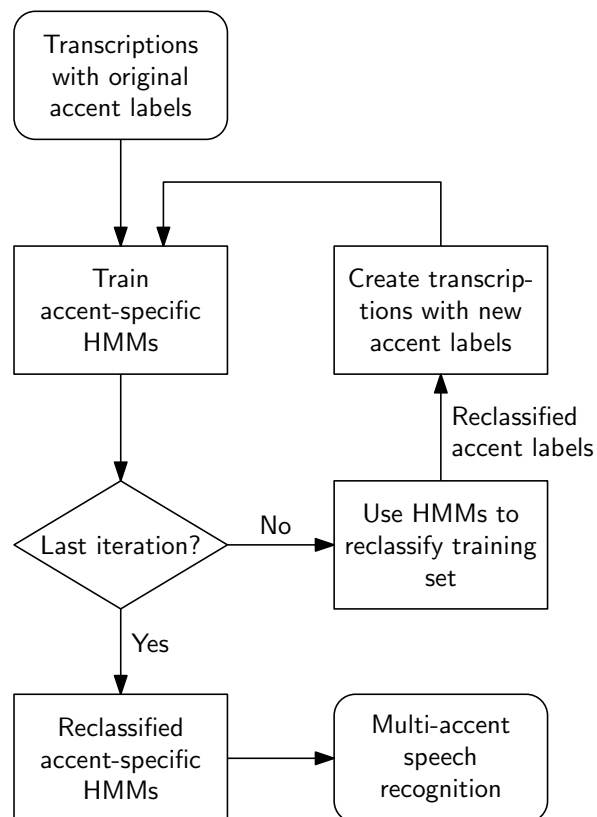 Transcriptions
with original
accent labels
Train
accent-specific
HMMs
Create transcrip-
tions with new
accent labels
Reclassified
accent labels
Last iteration?
No
Use HMMs to
reclassify training
set
Yes
Reclassified
accent-specific
HMMs
Multi-accent
speech
recognition